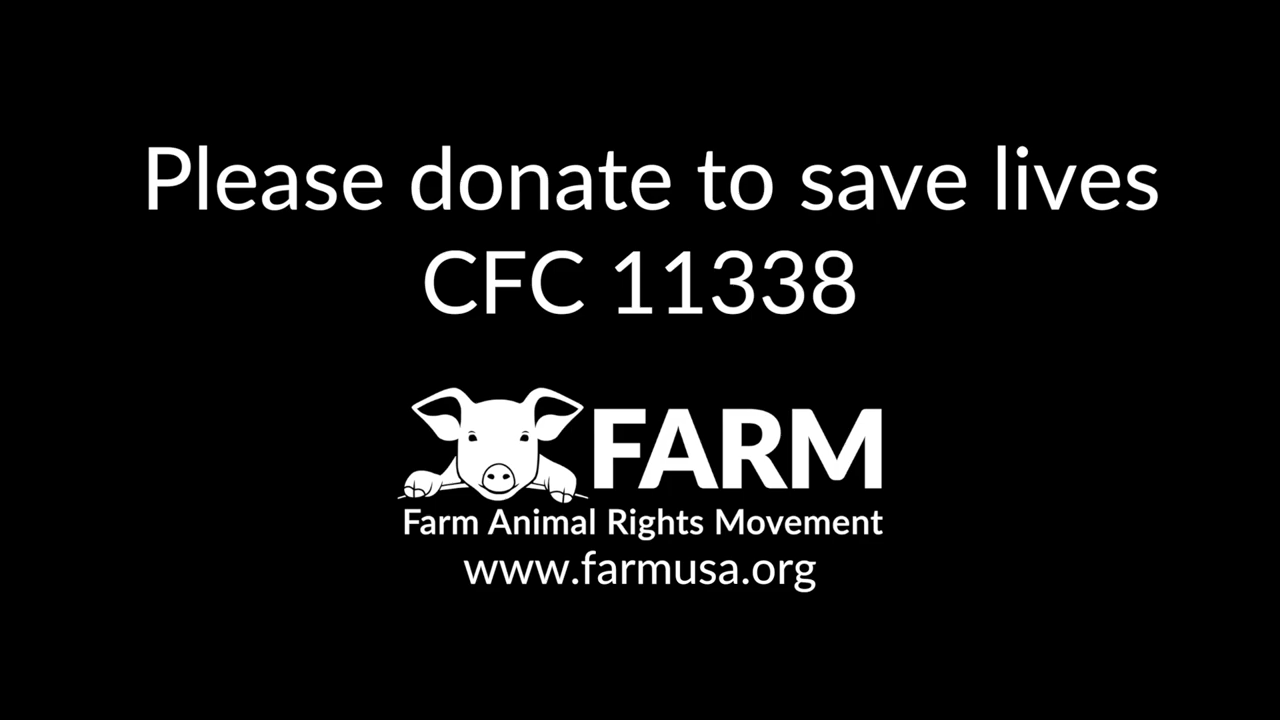 Please donate to save lives
CFC 11338
FARM
Farm Animal Rights Movement
www.farmusa.org